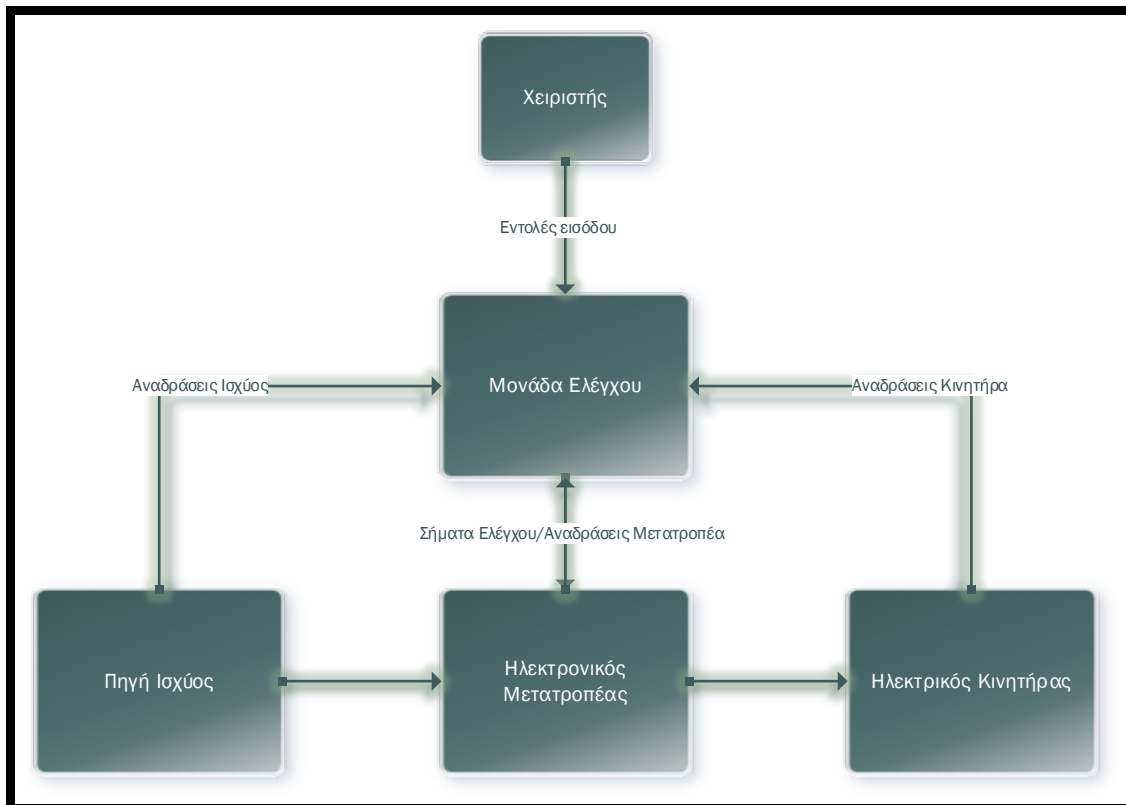 Χειριστής
Εντολές εισόδου
Αναδράσεις Ισχύος
Μονάδα Ελέγχου
Αναδράσεις Κινητήρα
Σήματα Ελέγχου/Αναδράσεις Μετατροπέα
Πηγή Ισχύος
Ηλεκτρονικός
Μετατροπέας
Ηλεκτρικός Κινητήρας